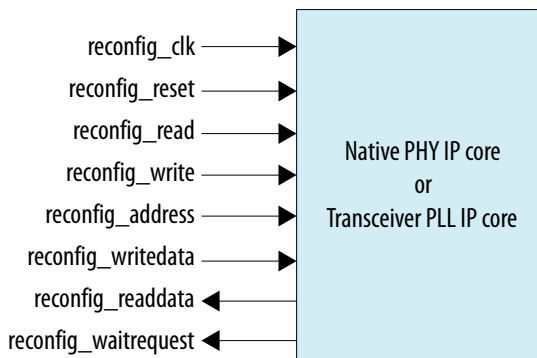 reconfig_clk
reconfig_reset
reconfig_read
reconfig_write
reconfig_address
reconfig_writedata
reconfig_readdata
reconfig_waitrequest
Native PHY IP core
or
Transceiver PLL IP core